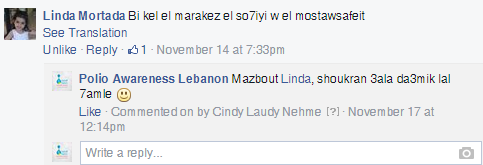 Linda Mortada Bi kel el marakez el so7iyi w el mostawsafeit
See Translation
Unlike · Reply · 1 · November 14 at 7:33pm
Polio Awareness Lebanon Mazbout Linda, shoukran 3ala da3mik lal
7amle
Like · Commented on by Cindy Laudy Nehme [?] · November 17 at
12:14pm
Write a reply...